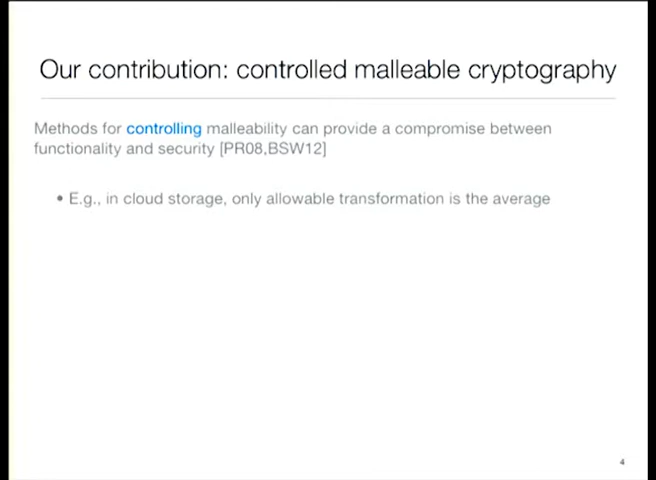 Our contribution: controlled malleable cryptography
Methods for controlling malleability can provide a compromise between
functionality and security [PR08,BSW12]
• E.g., in cloud storage, only allowable transformation is the average
4